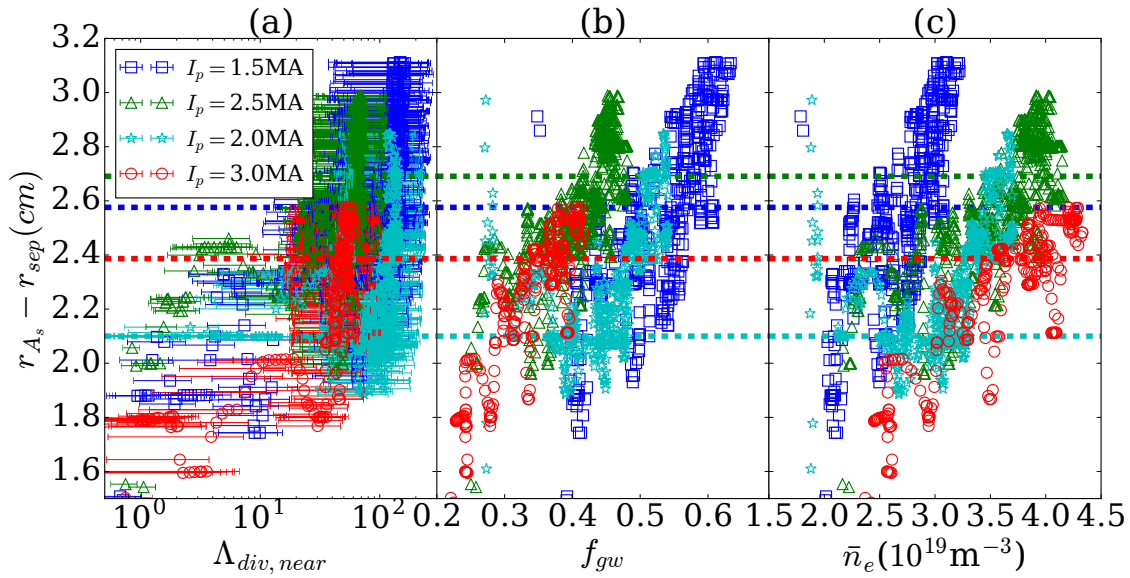 (a) (b) (c)
3.2
3.0
2.8
2.6
2.4
2.2
2.0
1.8
1.6
r_{A_s} − r_{sep}(cm)
I_p = 1.5MA
I_p = 2.5MA
I_p = 2.0MA
I_p = 3.0MA
10^0 10^1 10^2 0.2 0.3 0.4 0.5 0.6 1.5 2.0 2.5 3.0 3.5 4.0 4.5
Λ_{div, near} f_{gw} n̄_e(10^{19}m^{−3})